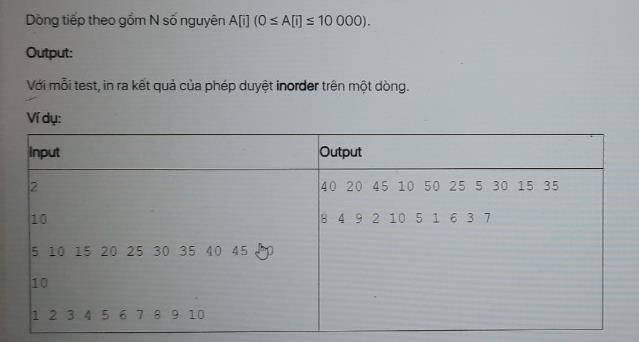 Dòng tiếp theo gồm N số nguyên A[i] (0 ≤ A[i] ≤ 10 000).
Output:
Với mỗi test, in ra kết quả của phép duyệt inorder trên một dòng.
Ví dụ:
Input
Output
2
10
5 10 15 20 25 30 35 40 45
10
1 2 3 4 5 6 7 8 9 10
40 20 45 10 50 25 5 30 15 35
8 4 9 2 10 5 1 6 3 7